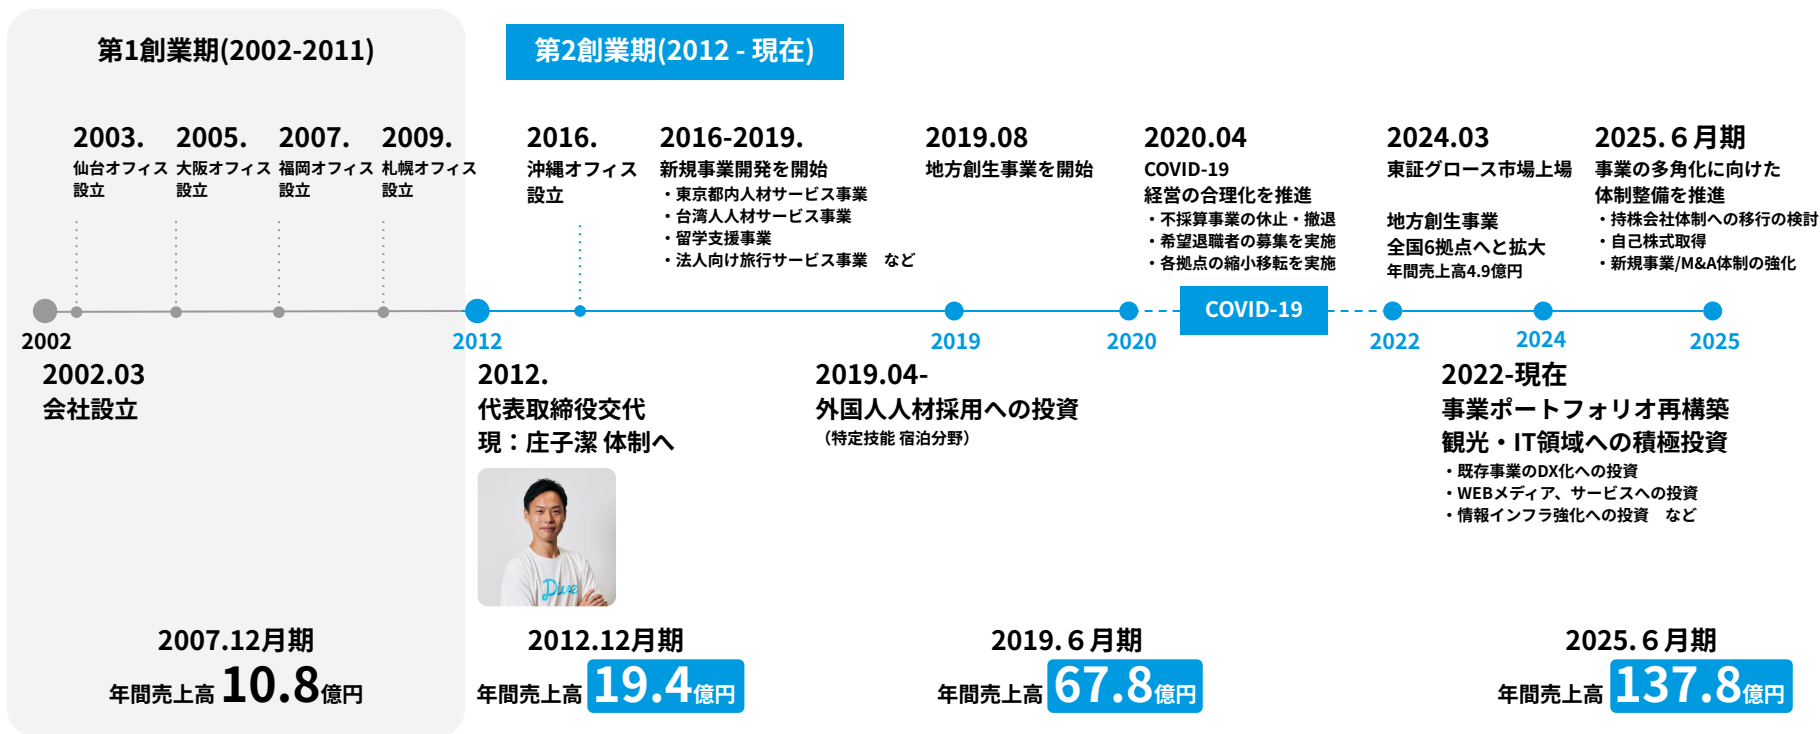 第1創業期(2002-2011)
第2創業期(2012 - 現在)
2003.
仙台オフィス
設立
2005.
大阪オフィス
設立
2007.
福岡オフィス
設立
2009.
札幌オフィス
設立
2016.
沖縄オフィス
設立
2016-2019.
新規事業開発を開始
・東京都内人材サービス事業
・台湾人人材サービス事業
・留学支援事業
・法人向け旅行サービス事業　など
2019.08
地方創生事業を開始
2020.04
COVID-19
経営の合理化を推進
・不採算事業の休止・撤退
・希望退職者の募集を実施
・各拠点の縮小移転を実施
2024.03
東証グロース市場上場
地方創生事業
全国6拠点へと拡大
年間売上高4.9億円
2025.６月期
事業の多角化に向けた
体制整備を推進
・持株会社体制への移行の検討
・自己株式取得
・新規事業/M&A体制の強化
COVID-19
2002
2012
2019
2020
2022
2024
2025
2002.03
会社設立
2012.
代表取締役交代
現：庄子潔 体制へ
Dive
2019.04-
外国人人材採用への投資
（特定技能 宿泊分野）
2022-現在
事業ポートフォリオ再構築
観光・IT領域への積極投資
・既存事業のDX化への投資
・WEBメディア、サービスへの投資
・情報インフラ強化への投資　など
2007.12月期
年間売上高 10.8億円
2012.12月期
年間売上高 19.4億円
2019.６月期
年間売上高 67.8億円
2025.６月期
年間売上高 137.8億円